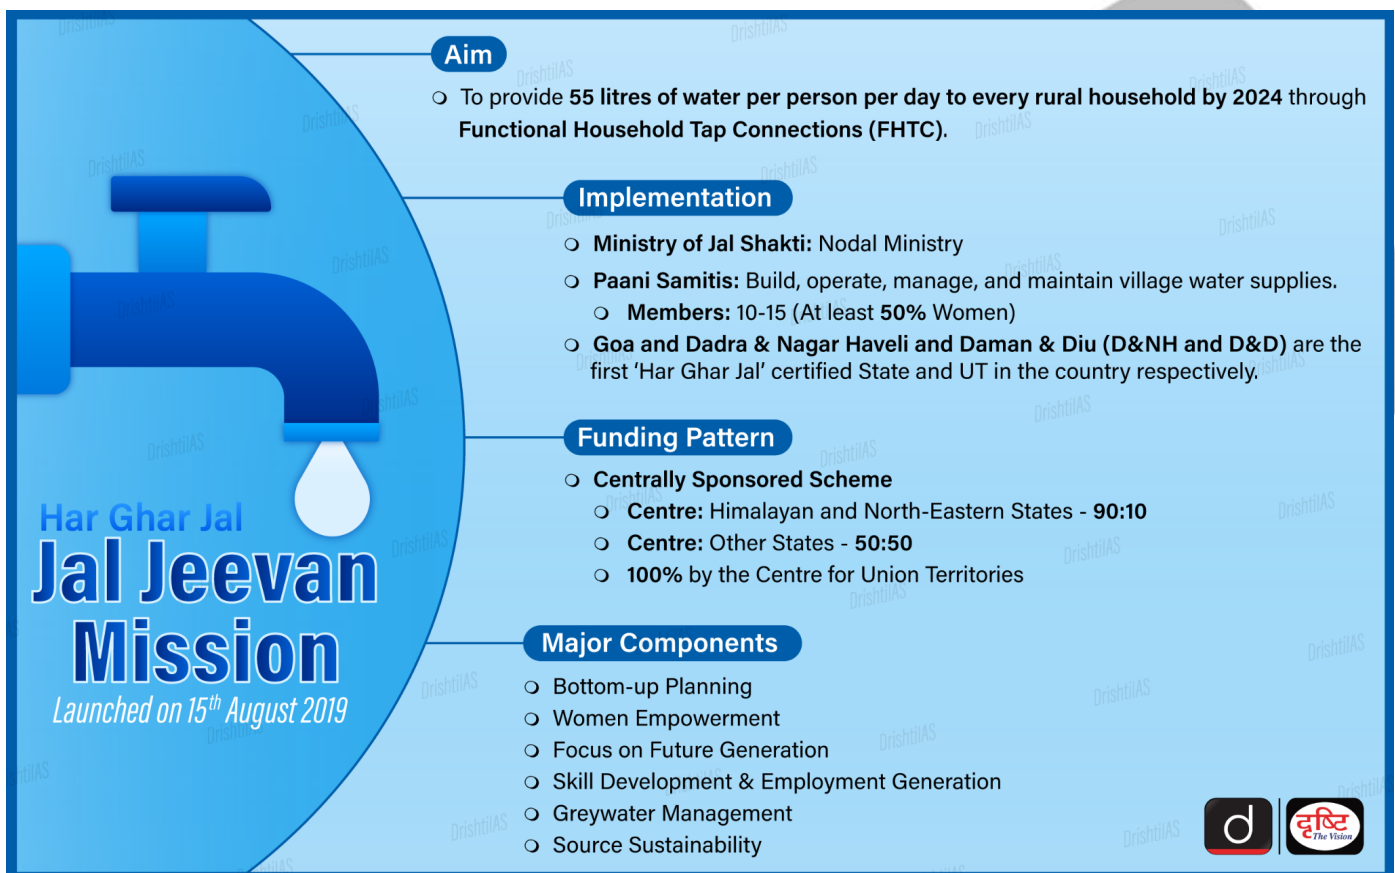 Aim
To provide 55 litres of water per person per day to every rural household by 2024 through
Functional Household Tap Connections (FHTC).
Implementation
Ministry of Jal Shakti: Nodal Ministry
Paani Samitis: Build, operate, manage, and maintain village water supplies.
Members: 10-15 (At least 50% Women)
Goa and Dadra & Nagar Haveli and Daman & Diu (D&NH and D&D) are the
first ‘Har Ghar Jal’ certified State and UT in the country respectively.
Funding Pattern
Centrally Sponsored Scheme
Centre: Himalayan and North-Eastern States - 90:10
Centre: Other States - 50:50
100% by the Centre for Union Territories
Major Components
Bottom-up Planning
Women Empowerment
Focus on Future Generation
Skill Development & Employment Generation
Greywater Management
Source Sustainability
Har Ghar Jal
Jal Jeevan
Mission
Launched on 15th August 2019
d
दृष्टि
The Vision
DrishtiIAS